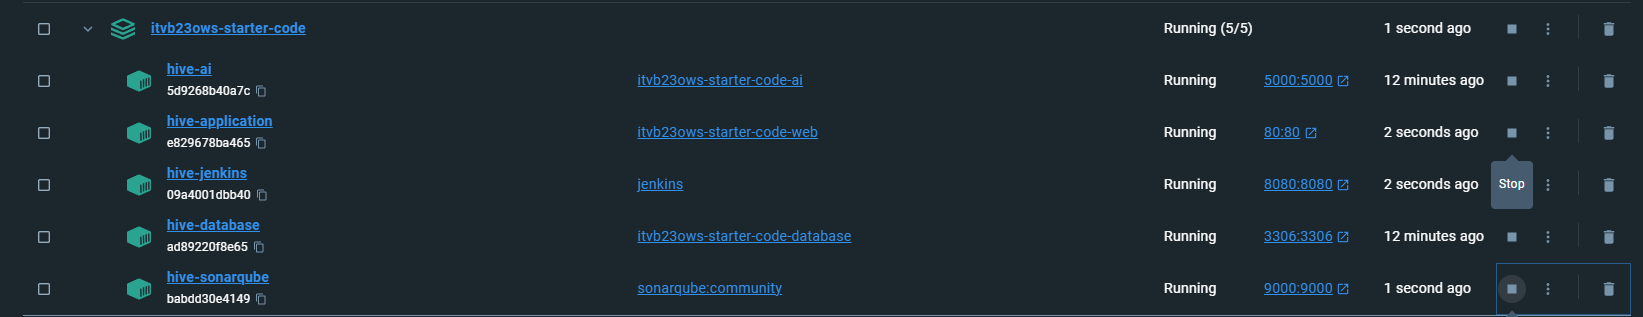 itvb23ows-starter-code Running (5/5) 1 second ago
hive-ai
5d9268b40a7c
itvb23ows-starter-code-ai Running 5000:5000 12 minutes ago
hive-application
e829678ba465
itvb23ows-starter-code-web Running 80:80 2 seconds ago
hive-jenkins
09a4001dbb40
jenkins Running 8080:8080 2 seconds ago
Stop
hive-database
ad89220f8e65
itvb23ows-starter-code-database Running 3306:3306 12 minutes ago
hive-sonarqube
babdd30e4149
sonarqube:community Running 9000:9000 1 second ago